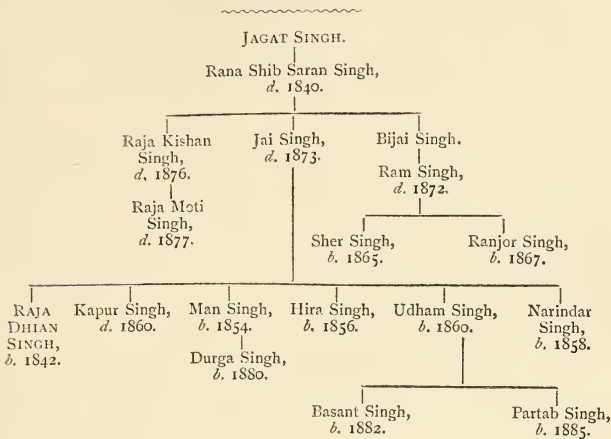 JAGAT SINGH.
Rana Shib Saran Singh,
d. 1840.
Raja Kishan
Singh,
d. 1876.
Jai Singh,
d. 1873.
Bijai Singh.
Raja Moti
Singh,
d. 1877.
Ram Singh,
d. 1872.
Sher Singh,
b. 1865.
Ranjor Singh,
b. 1867.
RAJA
DHIAN
SINGH,
b. 1842.
Kapur Singh,
d. 1860.
Man Singh,
b. 1854.
Hira Singh,
b. 1856.
Udham Singh,
b. 1860.
Narindar
Singh,
b. 1858.
Durga Singh,
b. 1880.
Basant Singh,
b. 1882.
Partab Singh,
b. 1885.